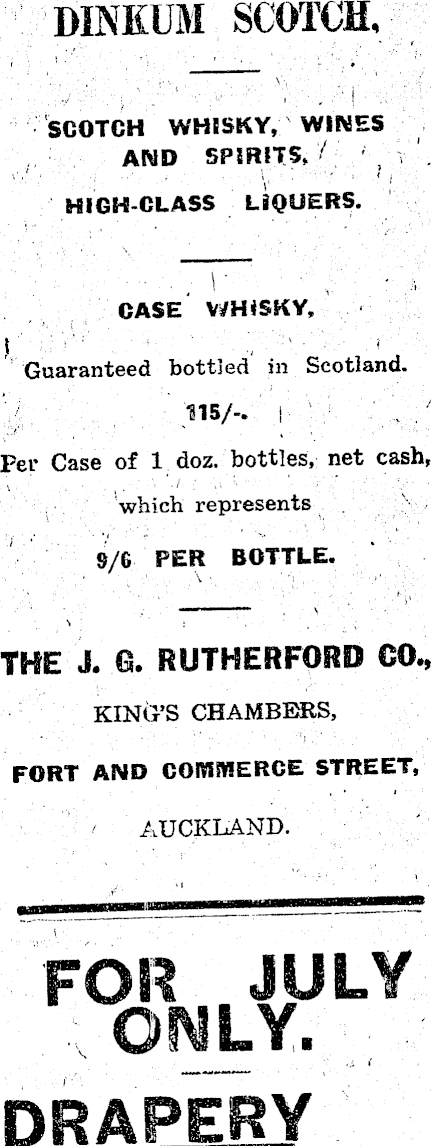 DINKUM SCOTCH,
SCOTCH WHISKY, WINES
AND SPIRITS,
HIGH-CLASS LIQUERS.
CASE WHISKY,
Guaranteed bottled in Scotland.
115/-.
Per Case of 1 doz. bottles, net cash,
which represents
9/6 PER BOTTLE.
THE J. G. RUTHERFORD CO.,
KING'S CHAMBERS,
FORT AND COMMERCE STREET,
AUCKLAND.
FOR JULY
ONLY.
DRAPERY